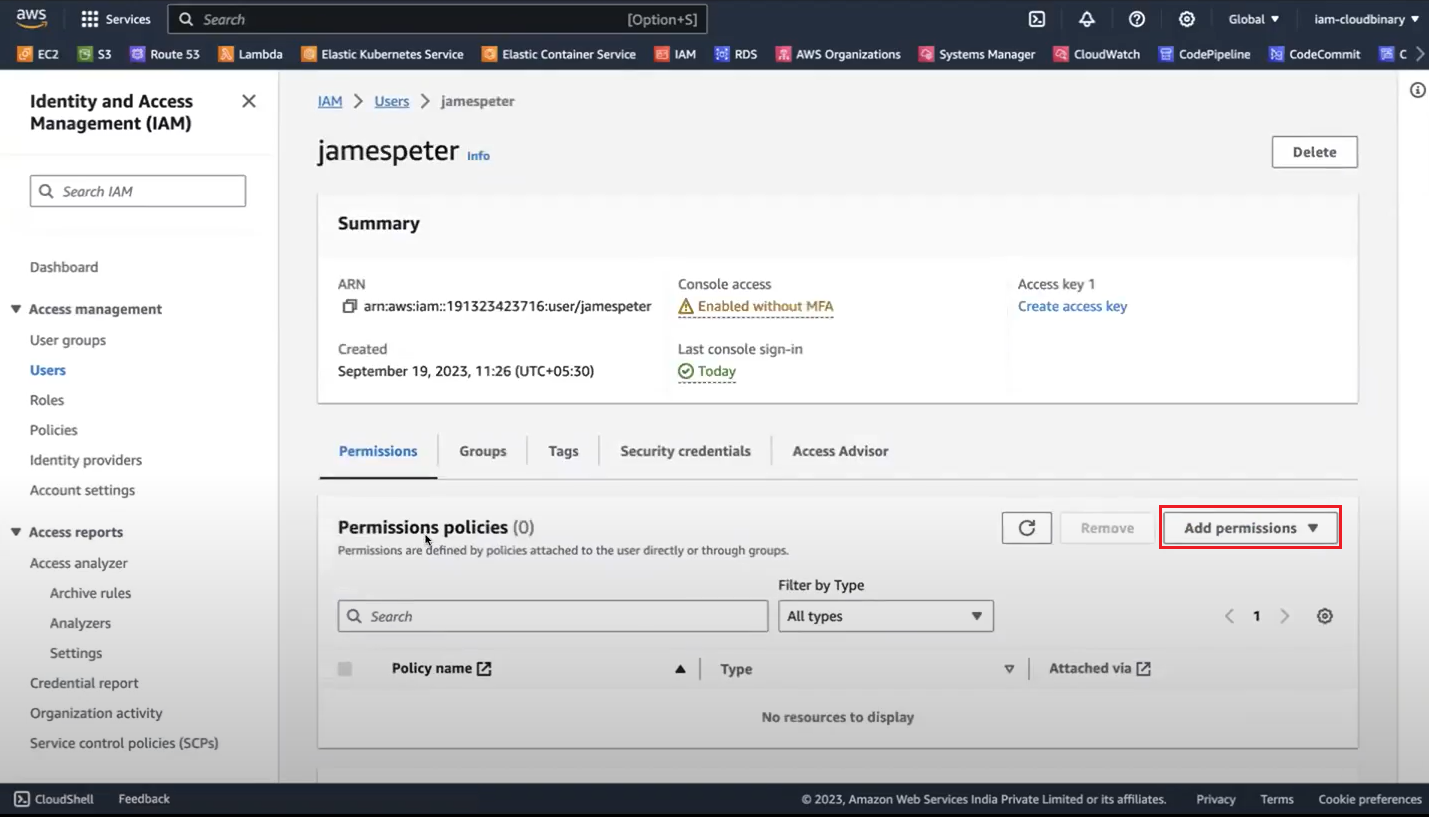 aws
Services
Search
[Option+S]
Global
iam-cloudbinary
EC2
S3
Route 53
Lambda
Elastic Kubernetes Service
Elastic Container Service
IAM
RDS
AWS Organizations
Systems Manager
CloudWatch
CodePipeline
CodeCommit
C
Identity and Access
Management (IAM)
Search IAM
Dashboard
Access management
User groups
Users
Roles
Policies
Identity providers
Account settings
Access reports
Access analyzer
Archive rules
Analyzers
Settings
Credential report
Organization activity
Service control policies (SCPs)
IAM
Users
jamespeter
jamespeter
Info
Delete
Summary
ARN
arn:aws:iam::191323423716:user/jamespeter
Console access
Enabled without MFA
Access key 1
Create access key
Created
September 19, 2023, 11:26 (UTC+05:30)
Last console sign-in
Today
Permissions
Groups
Tags
Security credentials
Access Advisor
Permissions policies (0)
Permissions are defined by policies attached to the user directly or through groups.
Remove
Add permissions
Search
Filter by Type
All types
1
Policy name
Type
Attached via
No resources to display
CloudShell
Feedback
© 2023, Amazon Web Services India Private Limited or its affiliates.
Privacy
Terms
Cookie preferences